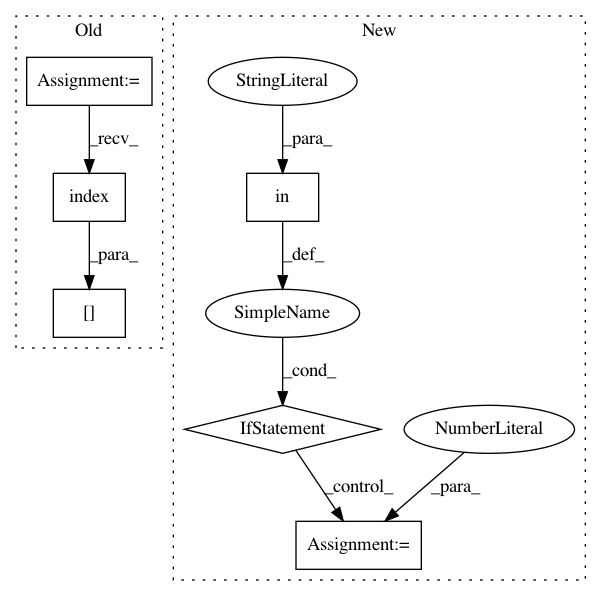 Old
New
Assignment:=
StringLiteral
_recv_
_para_
index
in
_para_
_def_
[]
SimpleName
_cond_
IfStatement
NumberLiteral
_control_
_para_
Assignment:=